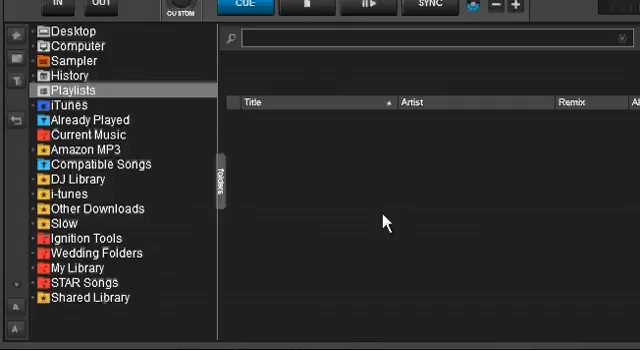 IN OUT CUSTOM CUE SYNC
Desktop
Computer
Sampler
History
Playlists
Title Artist Remix Al
iTunes
Already Played
Current Music
Amazon MP3
Compatible Songs
folders
DJ Library
i-tunes
Other Downloads
Slow
Ignition Tools
Wedding Folders
My Library
STAR Songs
Shared Library
A
A